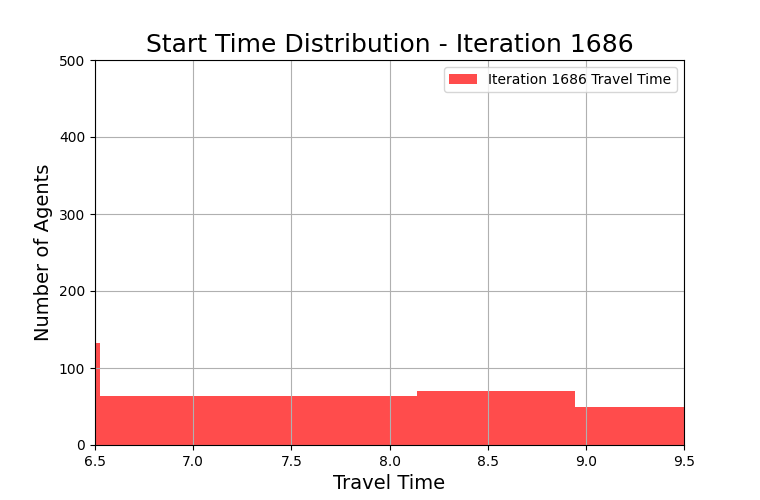 Start Time Distribution - Iteration 1686
500
Iteration 1686 Travel Time
400
300
200
100
0
Number of Agents
6.5 7.0 7.5 8.0 8.5 9.0 9.5
Travel Time